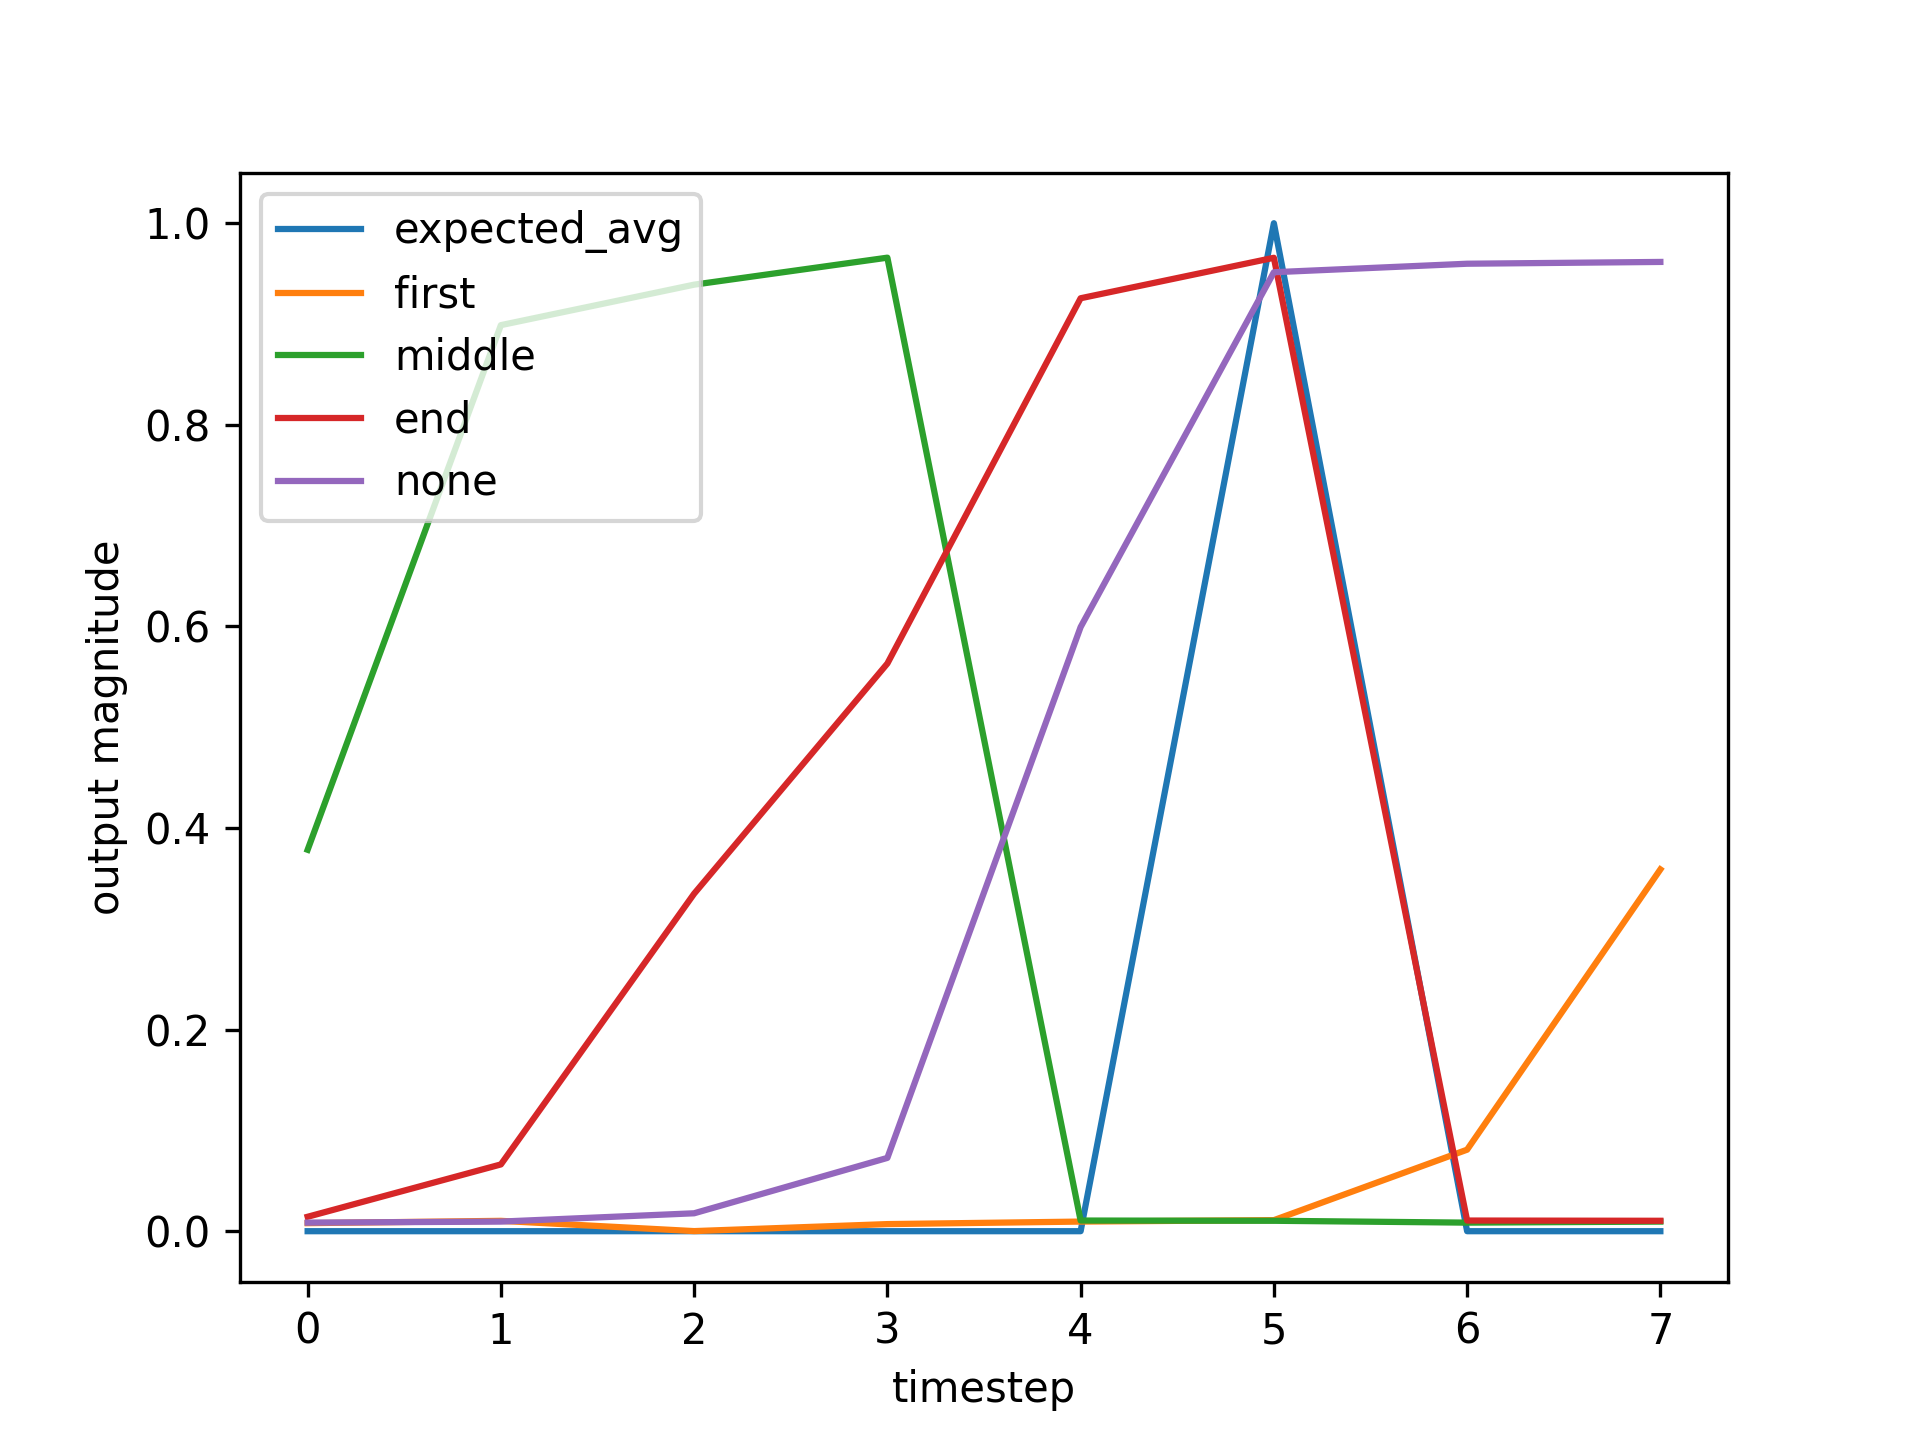 expected_avg
first
middle
end
none
output magnitude
1.0
0.8
0.6
0.4
0.2
0.0
0 1 2 3 4 5 6 7
timestep